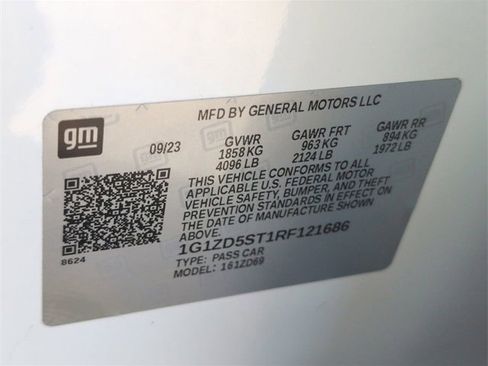 MFD BY GENERAL MOTORS LLC
gm
09/23 GVWR GAWR FRT GAWR RR
1858 KG 963 KG 894 KG
4096 LB 2124 LB 1972 LB
THIS VEHICLE CONFORMS TO ALL
APPLICABLE U.S. FEDERAL MOTOR
VEHICLE SAFETY, BUMPER, AND THEFT
PREVENTION STANDARDS IN EFFECT ON
THE DATE OF MANUFACTURE SHOWN
ABOVE.
1G1ZD5ST1RF121686
TYPE: PASS CAR
MODEL: 161ZD69
8624